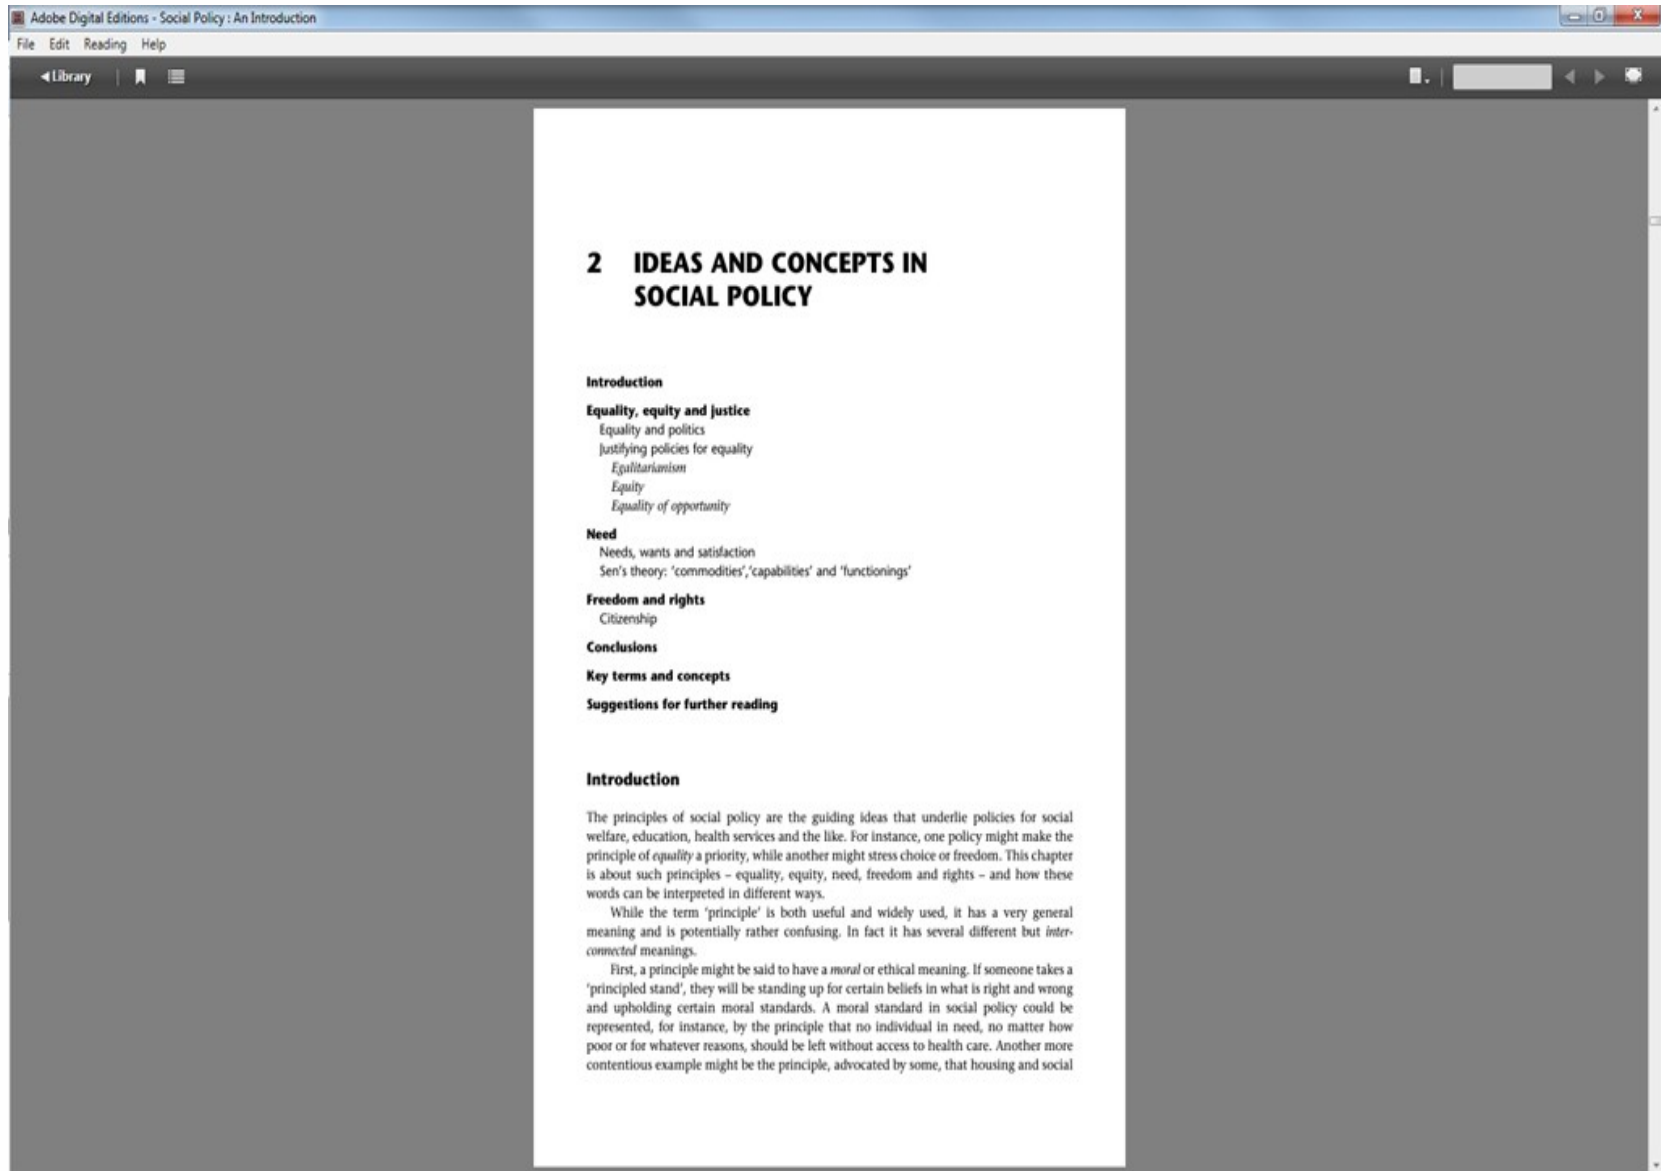 Adobe Digital Editions - Social Policy : An Introduction
File Edit Reading Help
Library
2 IDEAS AND CONCEPTS IN
SOCIAL POLICY
Introduction
Equality, equity and justice
Equality and politics
Justifying policies for equality
Egalitarianism
Equity
Equality of opportunity
Need
Needs, wants and satisfaction
Sen's theory: 'commodities','capabilities' and 'functionings'
Freedom and rights
Citizenship
Conclusions
Key terms and concepts
Suggestions for further reading
Introduction
The principles of social policy are the guiding ideas that underlie policies for social
welfare, education, health services and the like. For instance, one policy might make the
principle of equality a priority, while another might stress choice or freedom. This chapter
is about such principles – equality, equity, need, freedom and rights – and how these
words can be interpreted in different ways.
While the term 'principle' is both useful and widely used, it has a very general
meaning and is potentially rather confusing. In fact it has several different but inter-
connected meanings.
First, a principle might be said to have a moral or ethical meaning. If someone takes a
'principled stand', they will be standing up for certain beliefs in what is right and wrong
and upholding certain moral standards. A moral standard in social policy could be
represented, for instance, by the principle that no individual in need, no matter how
poor or for whatever reasons, should be left without access to health care. Another more
contentious example might be the principle, advocated by some, that housing and social